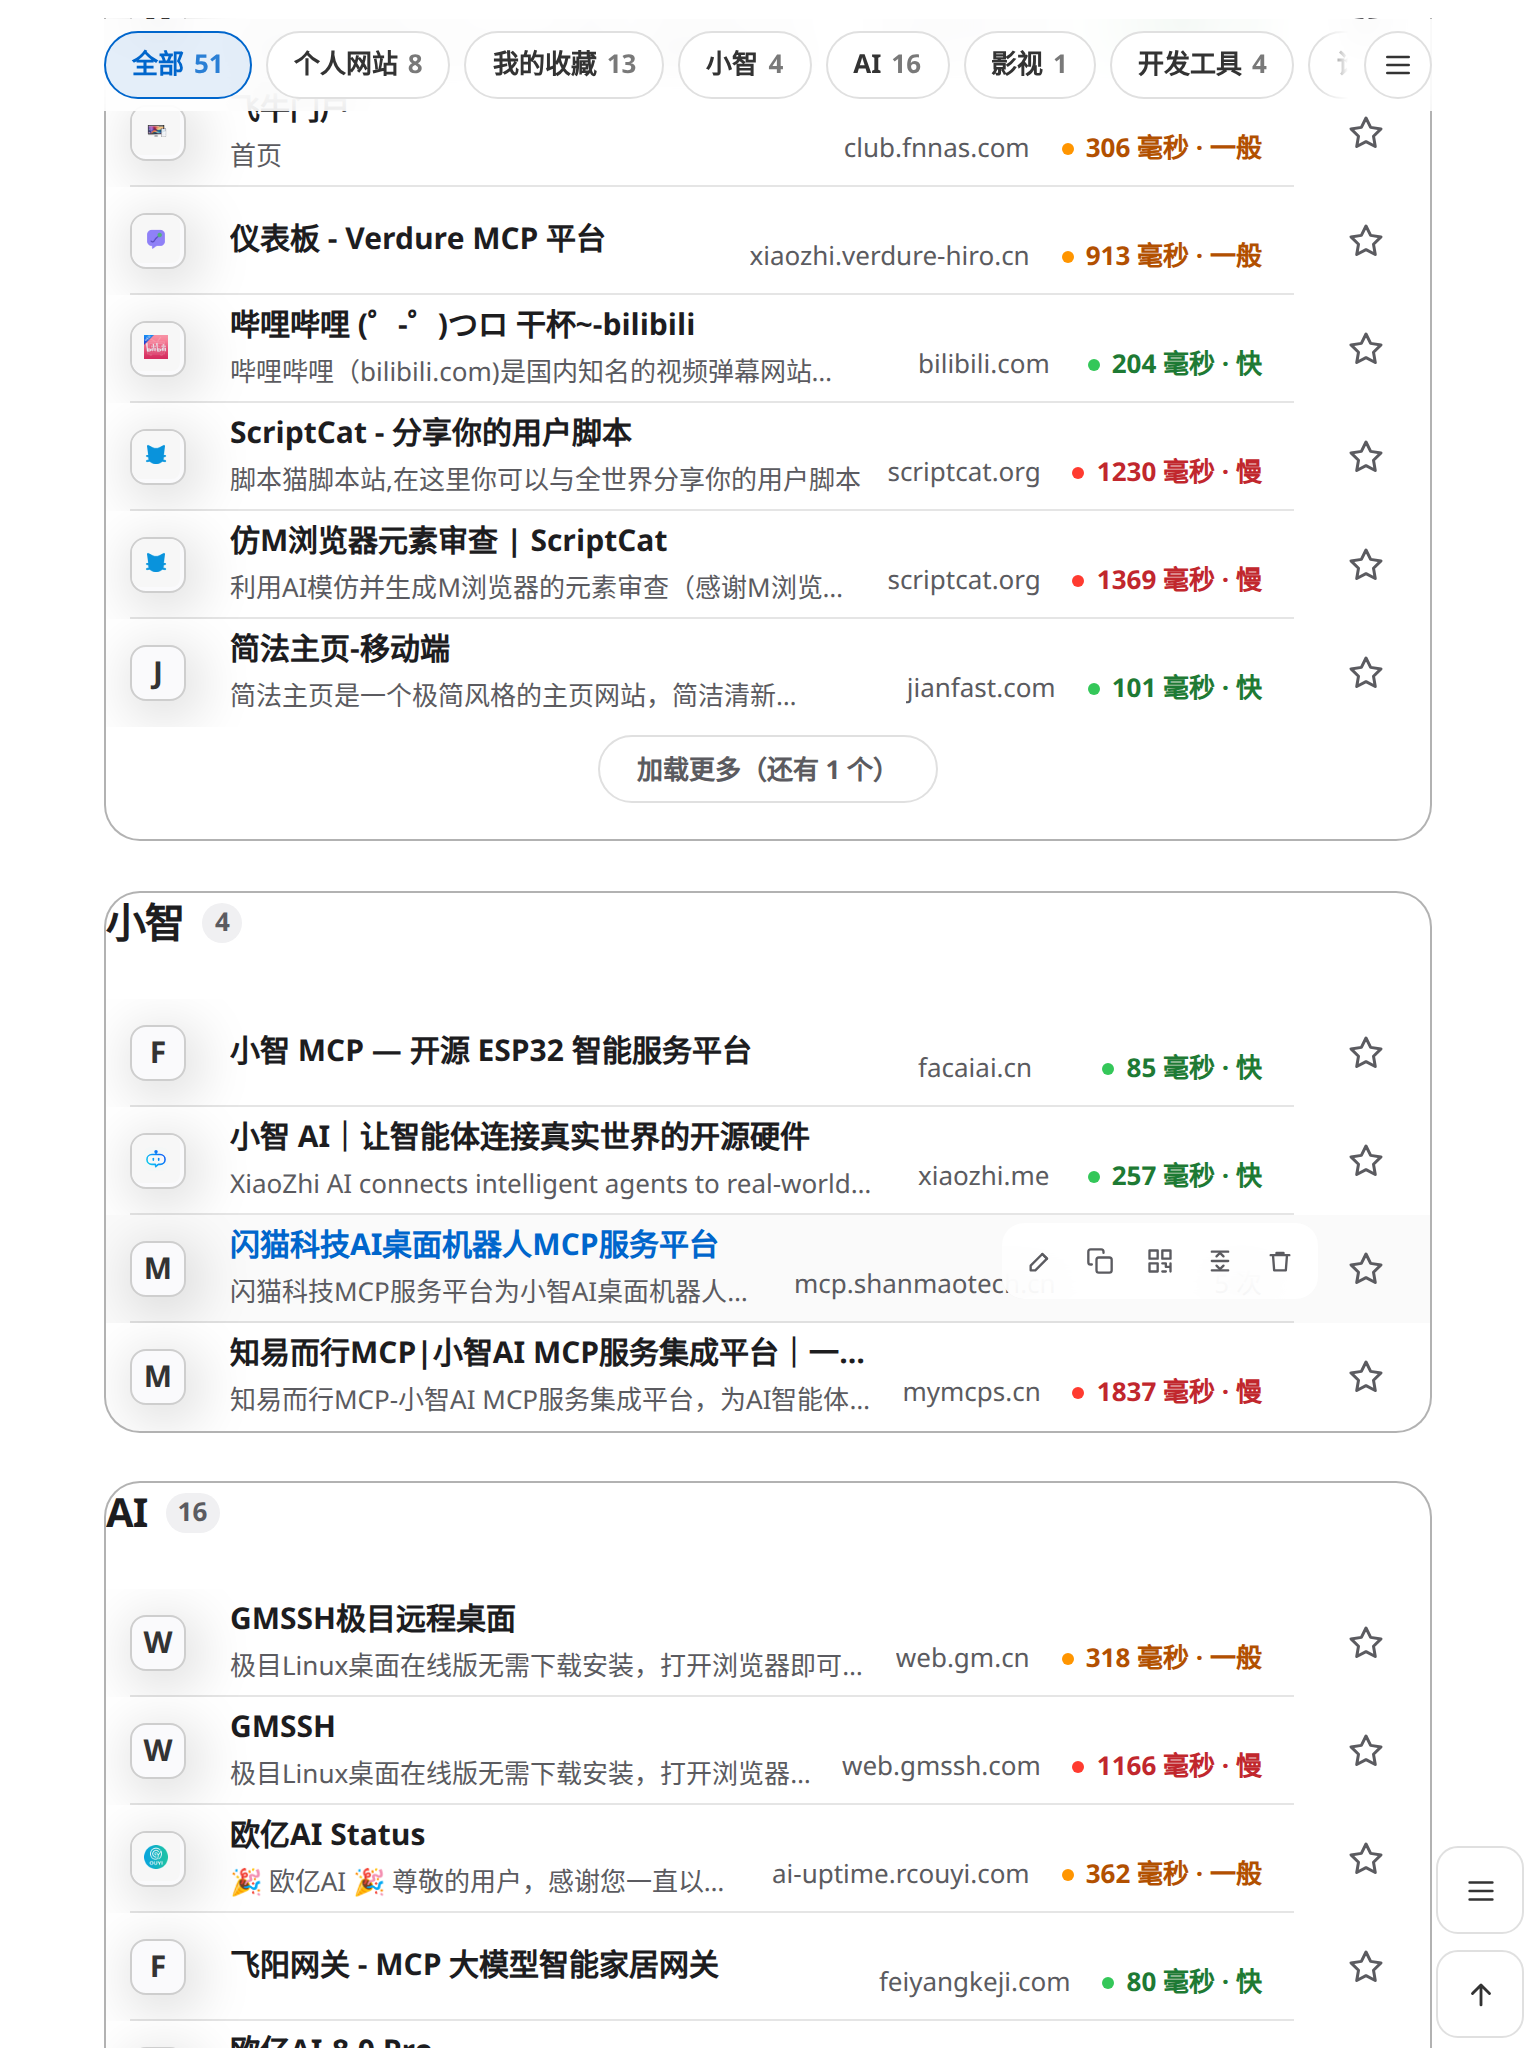 全部 51
个人网站 8
我的收藏 13
小智 4
AI 16
影视 1
开发工具 4
首页
club.fnnas.com
306 毫秒 · 一般
仪表板 - Verdure MCP 平台
xiaozhi.verdure-hiro.cn
913 毫秒 · 一般
哔哩哔哩 (゜-゜)つロ 干杯~-bilibili
哔哩哔哩（bilibili.com)是国内知名的视频弹幕网站...
bilibili.com
204 毫秒 · 快
ScriptCat - 分享你的用户脚本
脚本猫脚本站,在这里你可以与全世界分享你的用户脚本
scriptcat.org
1230 毫秒 · 慢
仿M浏览器元素审查 | ScriptCat
利用AI模仿并生成M浏览器的元素审查（感谢M浏览...
scriptcat.org
1369 毫秒 · 慢
J
简法主页-移动端
简法主页是一个极简风格的主页网站，简洁清新...
jianfast.com
101 毫秒 · 快
加载更多（还有 1 个）
小智 4
F
小智 MCP — 开源 ESP32 智能服务平台
facaiai.cn
85 毫秒 · 快
小智 AI｜让智能体连接真实世界的开源硬件
XiaoZhi AI connects intelligent agents to real-world...
xiaozhi.me
257 毫秒 · 快
M
闪猫科技AI桌面机器人MCP服务平台
闪猫科技MCP服务平台为小智AI桌面机器人...
mcp.shanmaotech.cn
M
知易而行MCP|小智AI MCP服务集成平台｜一...
知易而行MCP-小智AI MCP服务集成平台，为AI智能体...
mymcps.cn
1837 毫秒 · 慢
AI 16
W
GMSSH极目远程桌面
极目Linux桌面在线版无需下载安装，打开浏览器即可...
web.gm.cn
318 毫秒 · 一般
W
GMSSH
极目Linux桌面在线版无需下载安装，打开浏览器...
web.gmssh.com
1166 毫秒 · 慢
欧亿AI Status
🎉 欧亿AI 🎉 尊敬的用户，感谢您一直以...
ai-uptime.rcouyi.com
362 毫秒 · 一般
F
飞阳网关 - MCP 大模型智能家居网关
feiyangkeji.com
80 毫秒 · 快
欧亿AI 8.0 Pro